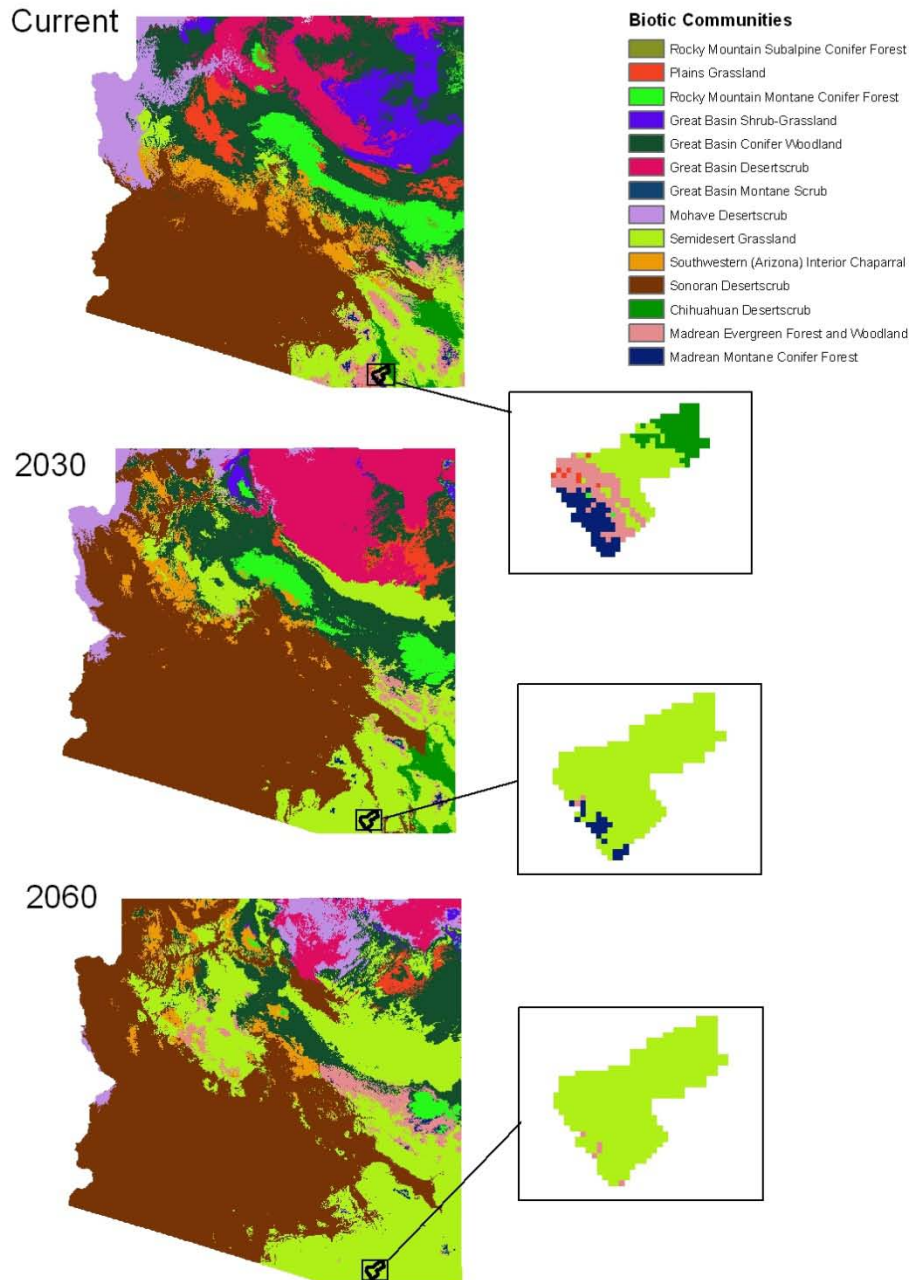 Current
Biotic Communities
Rocky Mountain Subalpine Conifer Forest
Plains Grassland
Rocky Mountain Montane Conifer Forest
Great Basin Shrub-Grassland
Great Basin Conifer Woodland
Great Basin Desertscrub
Great Basin Montane Scrub
Mohave Desertscrub
Semidesert Grassland
Southwestern (Arizona) Interior Chaparral
Sonoran Desertscrub
Chihuahuan Desertscrub
Madrean Evergreen Forest and Woodland
Madrean Montane Conifer Forest
2030
2060